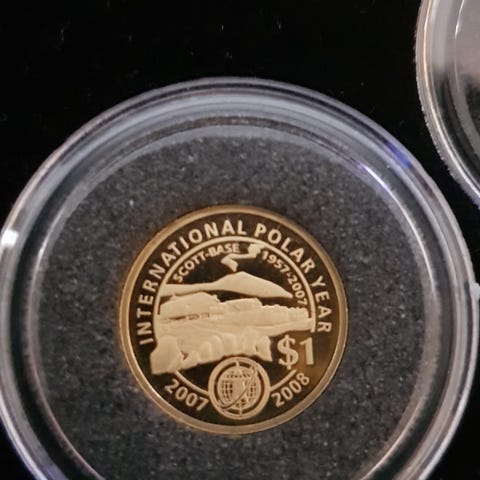 INTERNATIONAL POLAR YEAR
SCOTT-BASE 1957-2007
$1
2007 2008